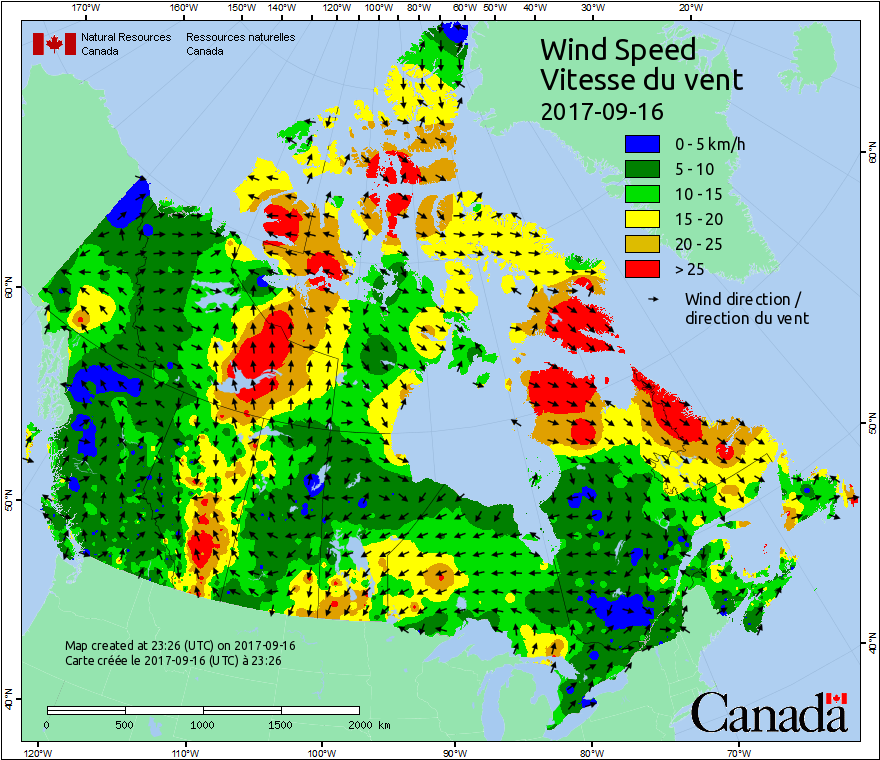 170°W 160°W 150°W 140°W 130°W 120°W 110°W 100°W 90°W 80°W 70°W 60°W 50°W 40°W 30°W 20°W
Natural Resources Canada
Ressources naturelles Canada
Wind Speed
Vitesse du vent
2017-09-16
0 - 5 km/h
5 - 10
10 - 15
15 - 20
20 - 25
> 25
Wind direction /
direction du vent
60°N
60°N
50°N
50°N
40°N
40°N
Map created at 23:26 (UTC) on 2017-09-16
Carte créée le 2017-09-16 (UTC) à 23:26
0 500 1000 1500 2000 km
Canada
120°W 110°W 100°W 90°W 80°W 70°W